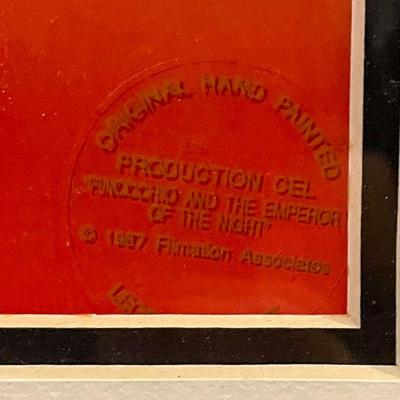 ORIGINAL HAND PAINTED
PRODUCTION CEL
"PINOCCHIO AND THE EMPEROR
OF THE NIGHT"
© 1987 Filmation Associates